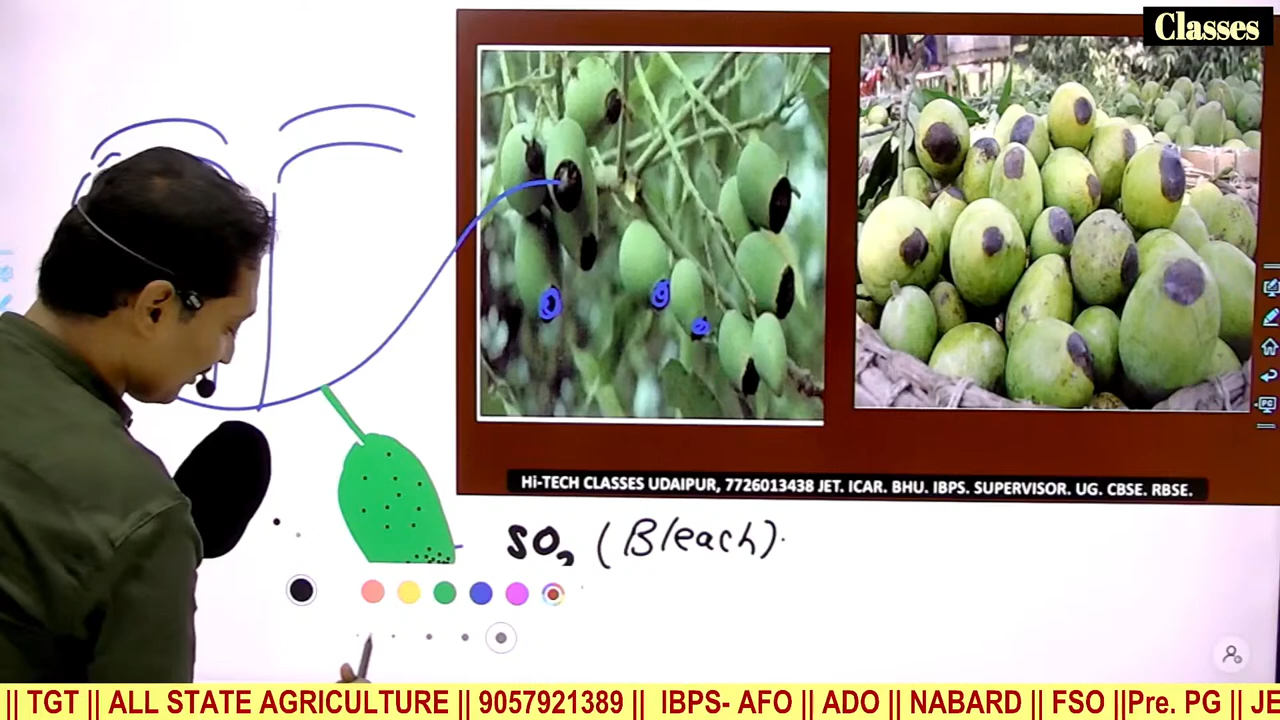 Classes
Hi-TECH CLASSES UDAIPUR, 7726013438 JET. ICAR. BHU. IBPS. SUPERVISOR. UG. CBSE. RBSE.
SO2 (Bleach).
|| TGT || ALL STATE AGRICULTURE || 9057921389 || IBPS- AFO || ADO || NABARD || FSO ||Pre. PG || JE